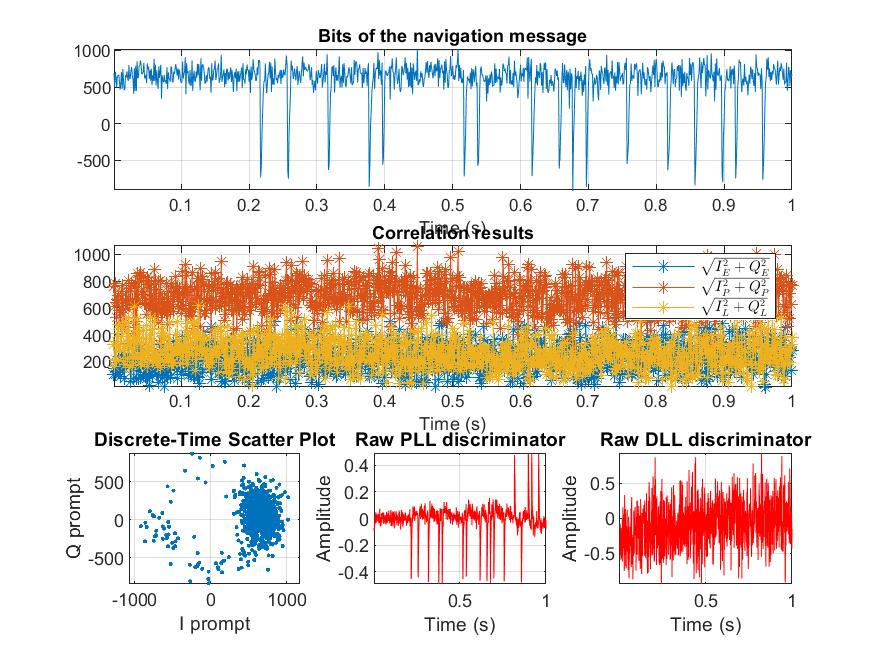 Bits of the navigation message
1000
500
0
-500
0.1 0.2 0.3 0.4 0.5 0.6 0.7 0.8 0.9 1
Time (s)
Correlation results
1000
800
600
400
200
√I_E^2 + Q_E^2
√I_P^2 + Q_P^2
√I_L^2 + Q_L^2
0.1 0.2 0.3 0.4 0.5 0.6 0.7 0.8 0.9 1
Time (s)
Discrete-Time Scatter Plot
Q prompt
500
0
-500
-1000 0 1000
I prompt
Raw PLL discriminator
Amplitude
0.4
0.2
0
-0.2
-0.4
0.5 1
Time (s)
Raw DLL discriminator
Amplitude
0.5
0
-0.5
0.5 1
Time (s)